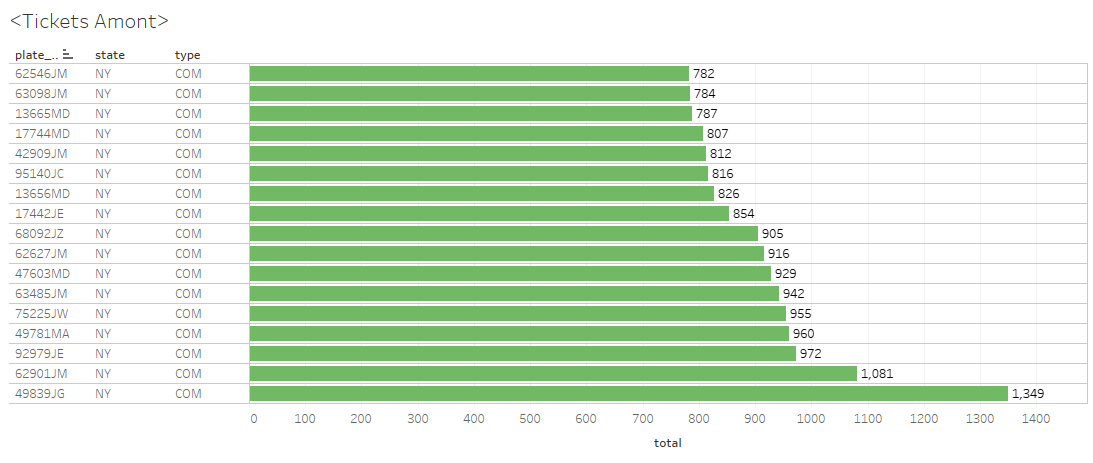 <Tickets Amont>
plate_.. state type
62546JM NY COM 782
63098JM NY COM 784
13665MD NY COM 787
17744MD NY COM 807
42909JM NY COM 812
95140JC NY COM 816
13656MD NY COM 826
17442JE NY COM 854
68092JZ NY COM 905
62627JM NY COM 916
47603MD NY COM 929
63485JM NY COM 942
75225JW NY COM 955
49781MA NY COM 960
92979JE NY COM 972
62901JM NY COM 1,081
49839JG NY COM 1,349
0 100 200 300 400 500 600 700 800 900 1000 1100 1200 1300 1400
total